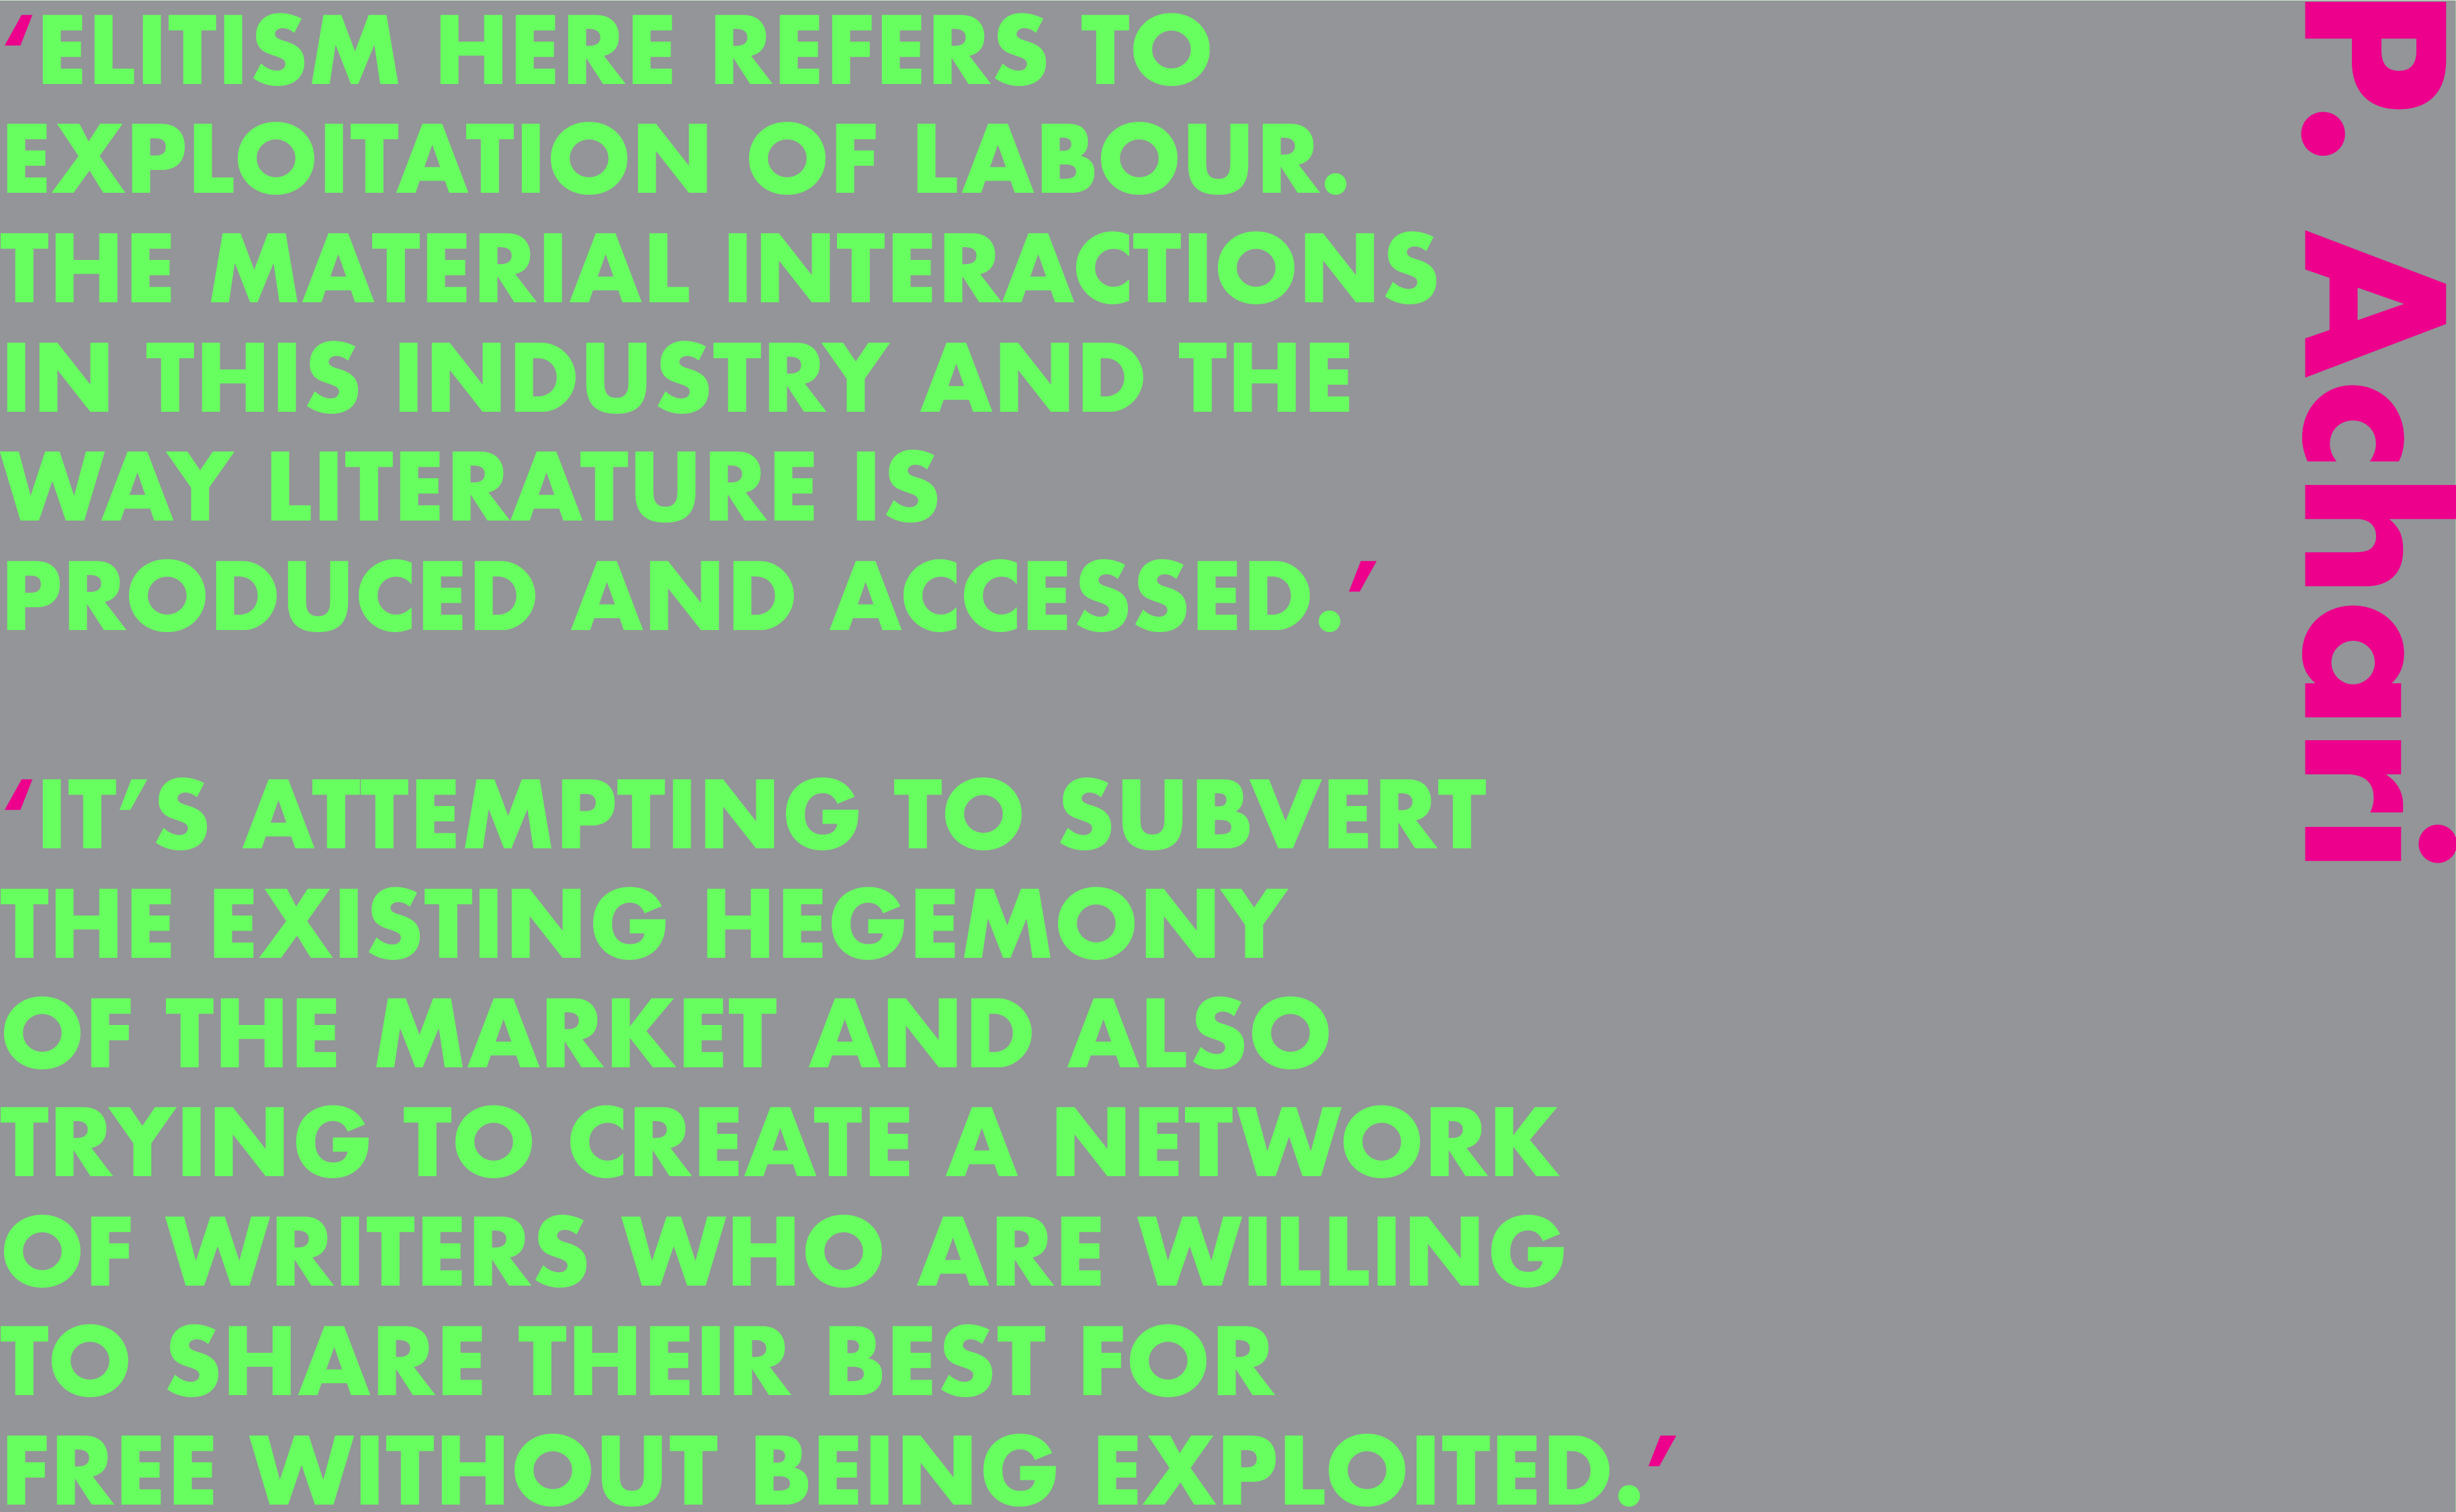 ‘ELITISM HERE REFERS TO
EXPLOITATION OF LABOUR.
THE MATERIAL INTERACTIONS
IN THIS INDUSTRY AND THE
WAY LITERATURE IS
PRODUCED AND ACCESSED.’
‘IT’S ATTEMPTING TO SUBVERT
THE EXISTING HEGEMONY
OF THE MARKET AND ALSO
TRYING TO CREATE A NETWORK
OF WRITERS WHO ARE WILLING
TO SHARE THEIR BEST FOR
FREE WITHOUT BEING EXPLOITED.’
P. Achari